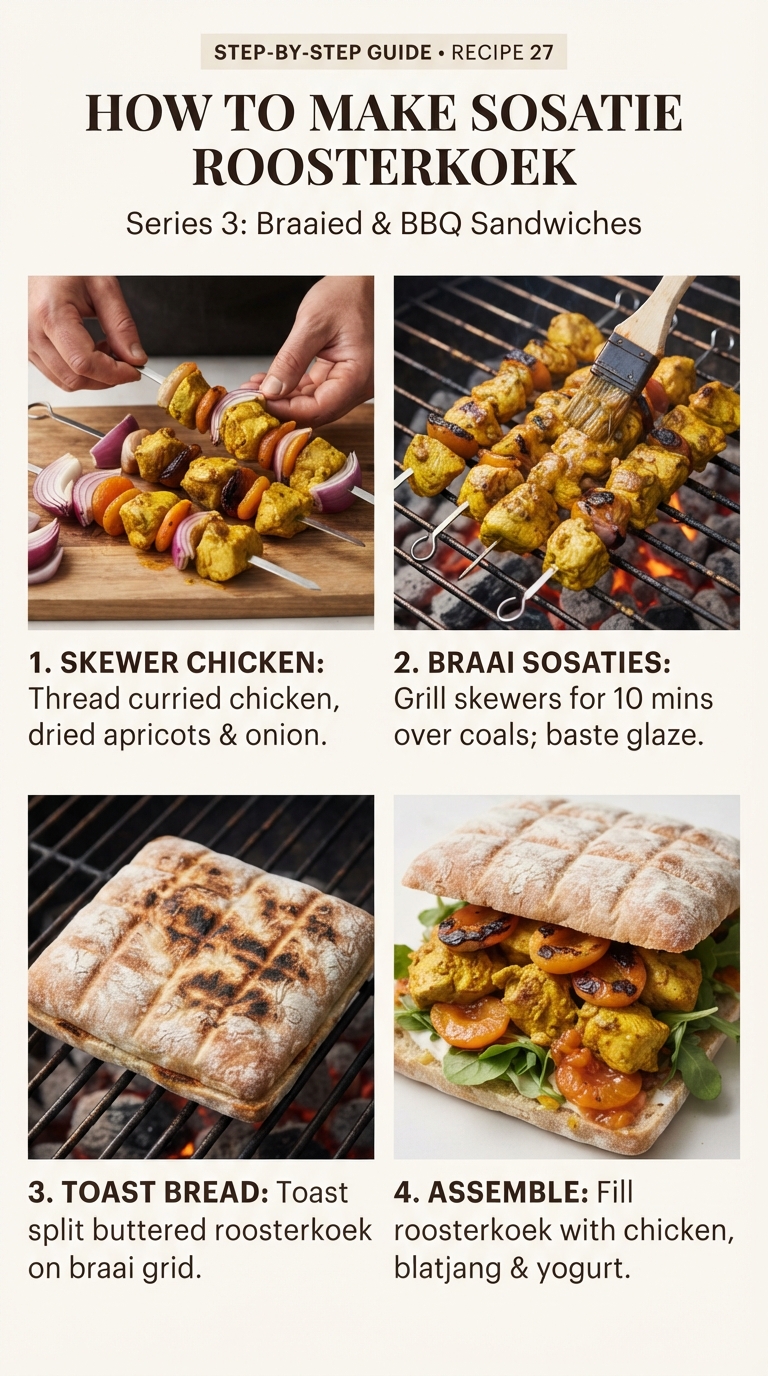 STEP-BY-STEP GUIDE • RECIPE 27
HOW TO MAKE SOSATIE
ROOSTERKOEK
Series 3: Braaied & BBQ Sandwiches
1. SKEWER CHICKEN:
Thread curried chicken,
dried apricots & onion.
2. BRAAI SOSATIES:
Grill skewers for 10 mins
over coals; baste glaze.
3. TOAST BREAD: Toast
split buttered roosterkoek
on braai grid.
4. ASSEMBLE: Fill
roosterkoek with chicken,
blatjang & yogurt.